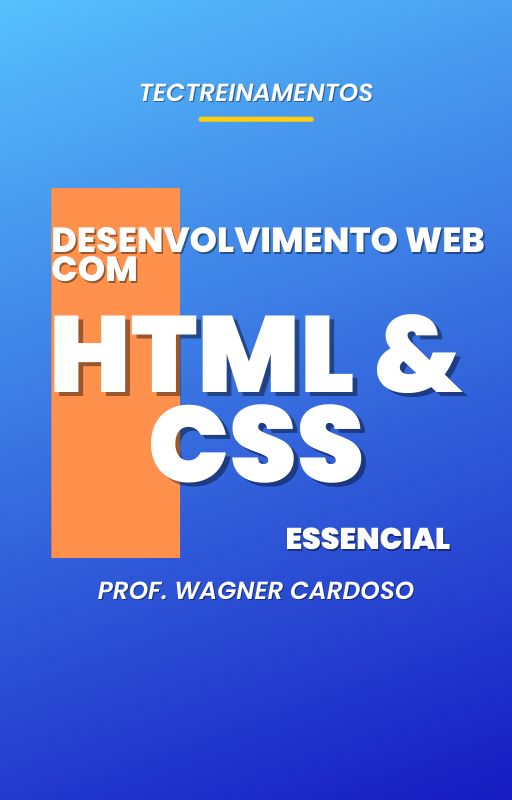 TECTREINAMENTOS
DESENVOLVIMENTO WEB
COM
HTML &
CSS
ESSENCIAL
PROF. WAGNER CARDOSO